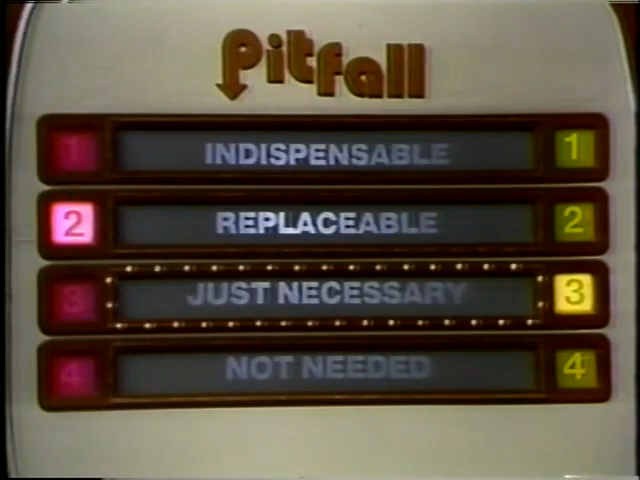 Pitfall
1 INDISPENSABLE 1
2 REPLACEABLE 2
3 JUST NECESSARY 3
4 NOT NEEDED 4